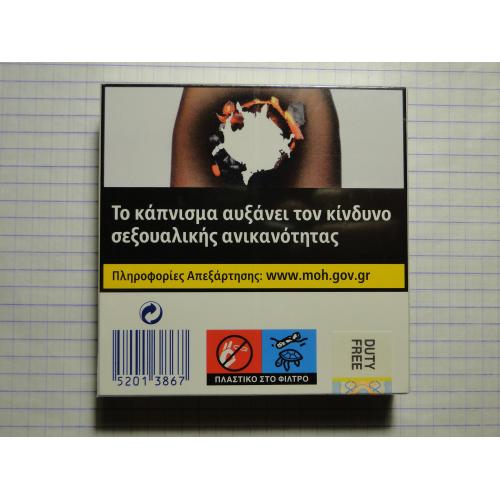 Το κάπνισμα αυξάνει τον κίνδυνο
σεξουαλικής ανικανότητας
Πληροφορίες Απεξάρτησης: www.moh.gov.gr
5201 3867
ΠΛΑΣΤΙΚΟ ΣΤΟ ΦΙΛΤΡΟ
DUTY
FREE